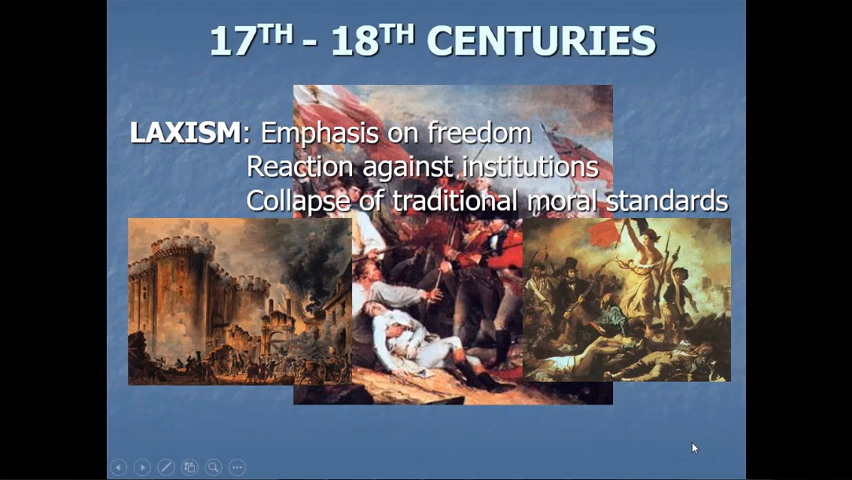 17TH - 18TH CENTURIES
LAXISM: Emphasis on freedom
Reaction against institutions
Collapse of traditional moral standards